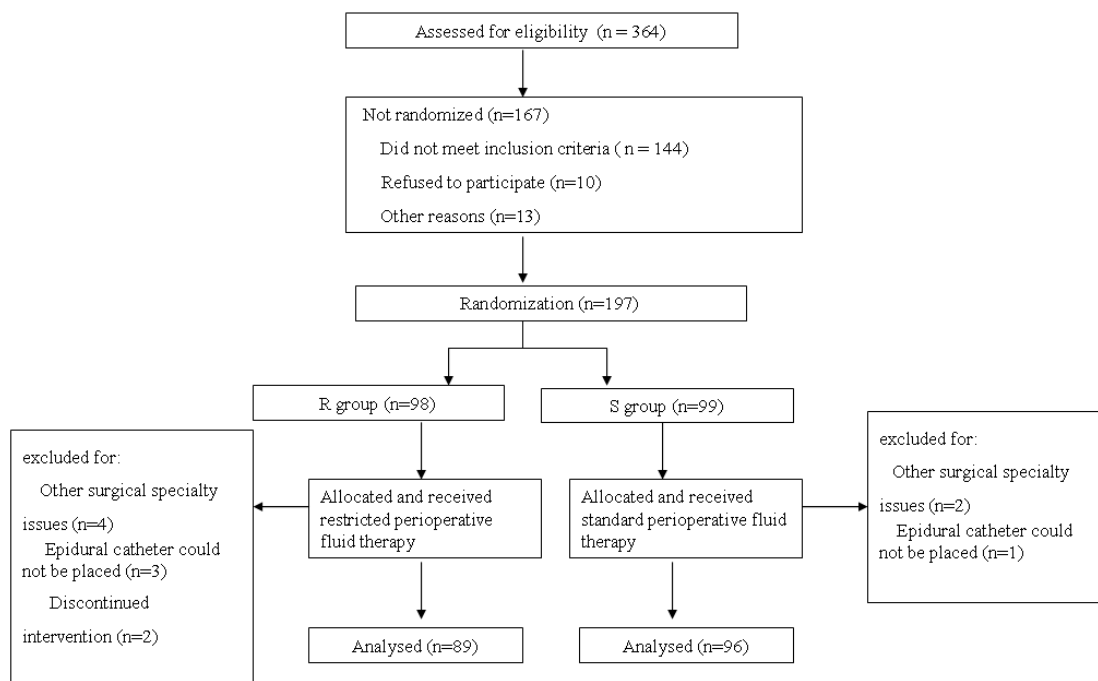 Assessed for eligibility (n = 364)
Not randomized (n=167)
Did not meet inclusion criteria ( n = 144)
Refused to participate (n=10)
Other reasons (n=13)
Randomization (n=197)
R group (n=98)
S group (n=99)
excluded for:
Other surgical specialty
issues (n=4)
Epidural catheter could
not be placed (n=3)
Discontinued
intervention (n=2)
Allocated and received
restricted perioperative
fluid therapy
Allocated and received
standard perioperative fluid
therapy
excluded for:
Other surgical specialty
issues (n=2)
Epidural catheter could
not be placed (n=1)
Analysed (n=89)
Analysed (n=96)